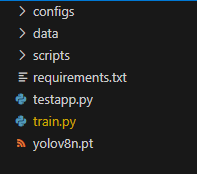 configs
data
scripts
requirements.txt
testapp.py
train.py
yolov8n.pt